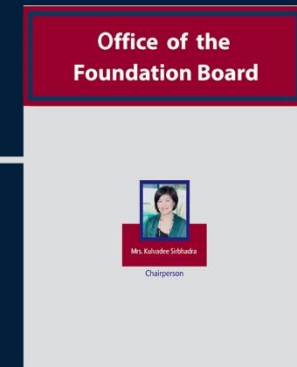 Office of the
Foundation Board
Mrs. Kulvadee Siribhadra
Chairperson